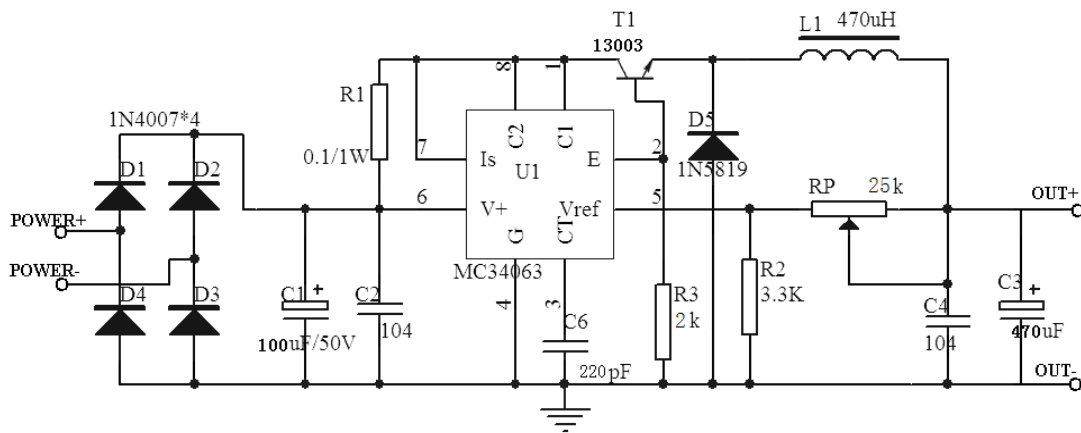 T1
13003
L1 470uH
8
1
R1
0.1/1W
1N4007*4
D1
D2
D4
D3
POWER+
POWER-
7
6
Is
V+
C2
C1
U1
E
Vref
G
CT
MC34063
2
5
4
3
D5
1N5819
RP
25k
OUT+
C1
+
100uF/50V
C2
104
C6
220pF
R3
2k
R2
3.3K
C4
104
C3
+
470uF
OUT-